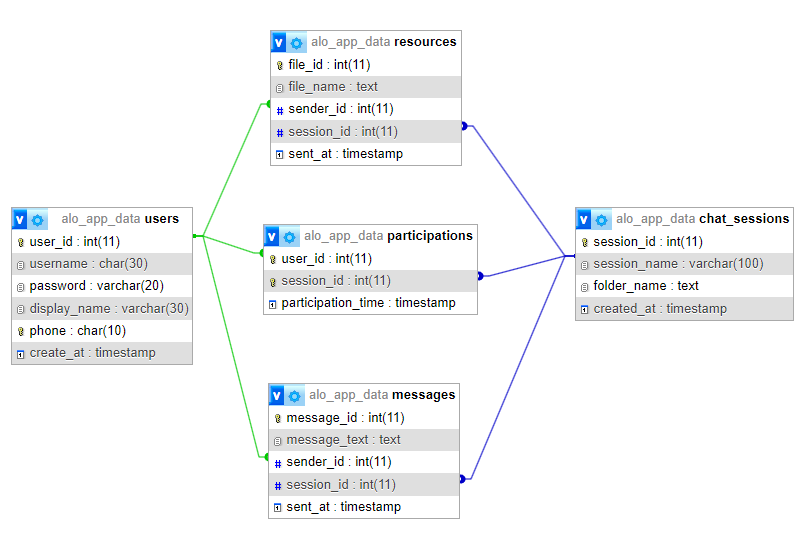 alo_app_data resources
file_id : int(11)
file_name : text
# sender_id : int(11)
# session_id : int(11)
sent_at : timestamp
v alo_app_data users
user_id : int(11)
username : char(30)
password : varchar(20)
display_name : varchar(30)
phone : char(10)
create_at : timestamp
v alo_app_data participations
user_id : int(11)
session_id : int(11)
participation_time : timestamp
v alo_app_data messages
message_id : int(11)
message_text : text
# sender_id : int(11)
# session_id : int(11)
sent_at : timestamp
v alo_app_data chat_sessions
session_id : int(11)
session_name : varchar(100)
folder_name : text
created_at : timestamp